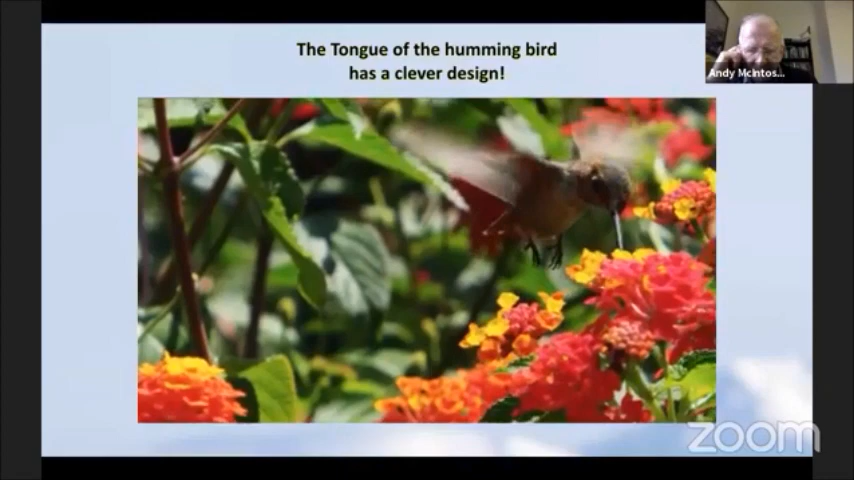 The Tongue of the humming bird
has a clever design!
Andy McIntos...
zoom